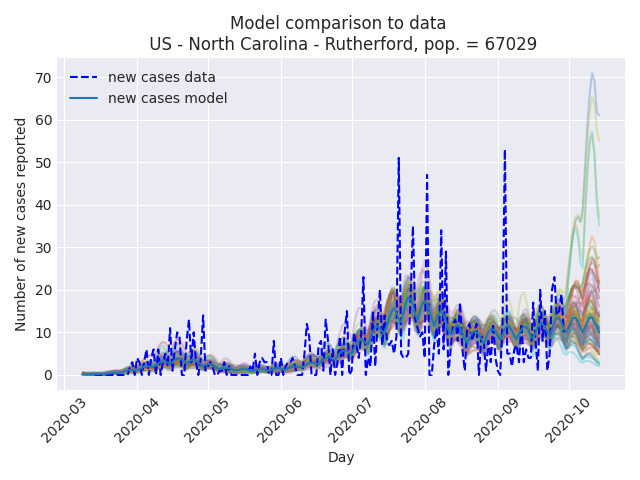 Model comparison to data
US - North Carolina - Rutherford, pop. = 67029
new cases data
new cases model
Number of new cases reported
70
60
50
40
30
20
10
0
2020-03
2020-04
2020-05
2020-06
2020-07
2020-08
2020-09
2020-10
Day